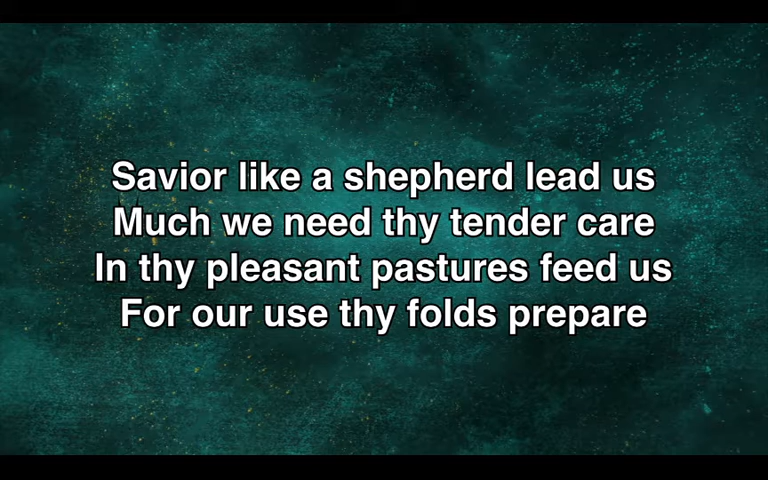 Savior like a shepherd lead us
Much we need thy tender care
In thy pleasant pastures feed us
For our use thy folds prepare